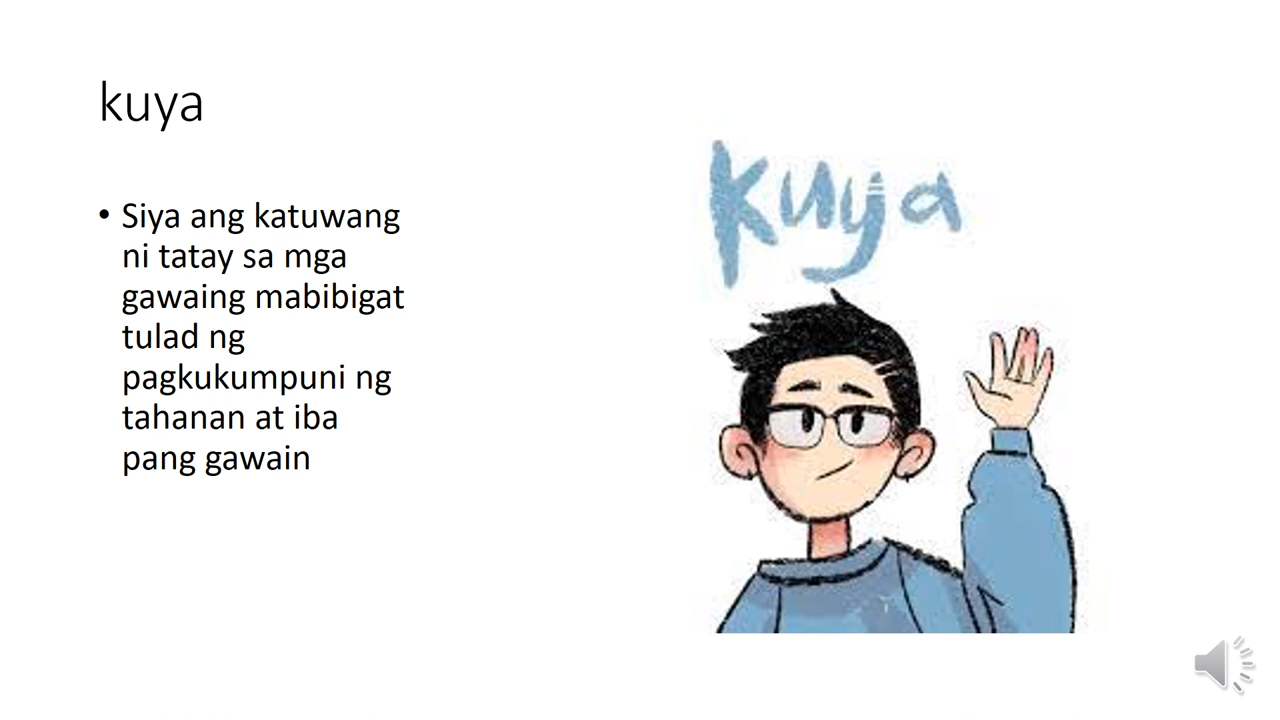 kuya
• Siya ang katuwang
ni tatay sa mga
gawaing mabibigat
tulad ng
pagkukumpuni ng
tahanan at iba
pang gawain
kuya